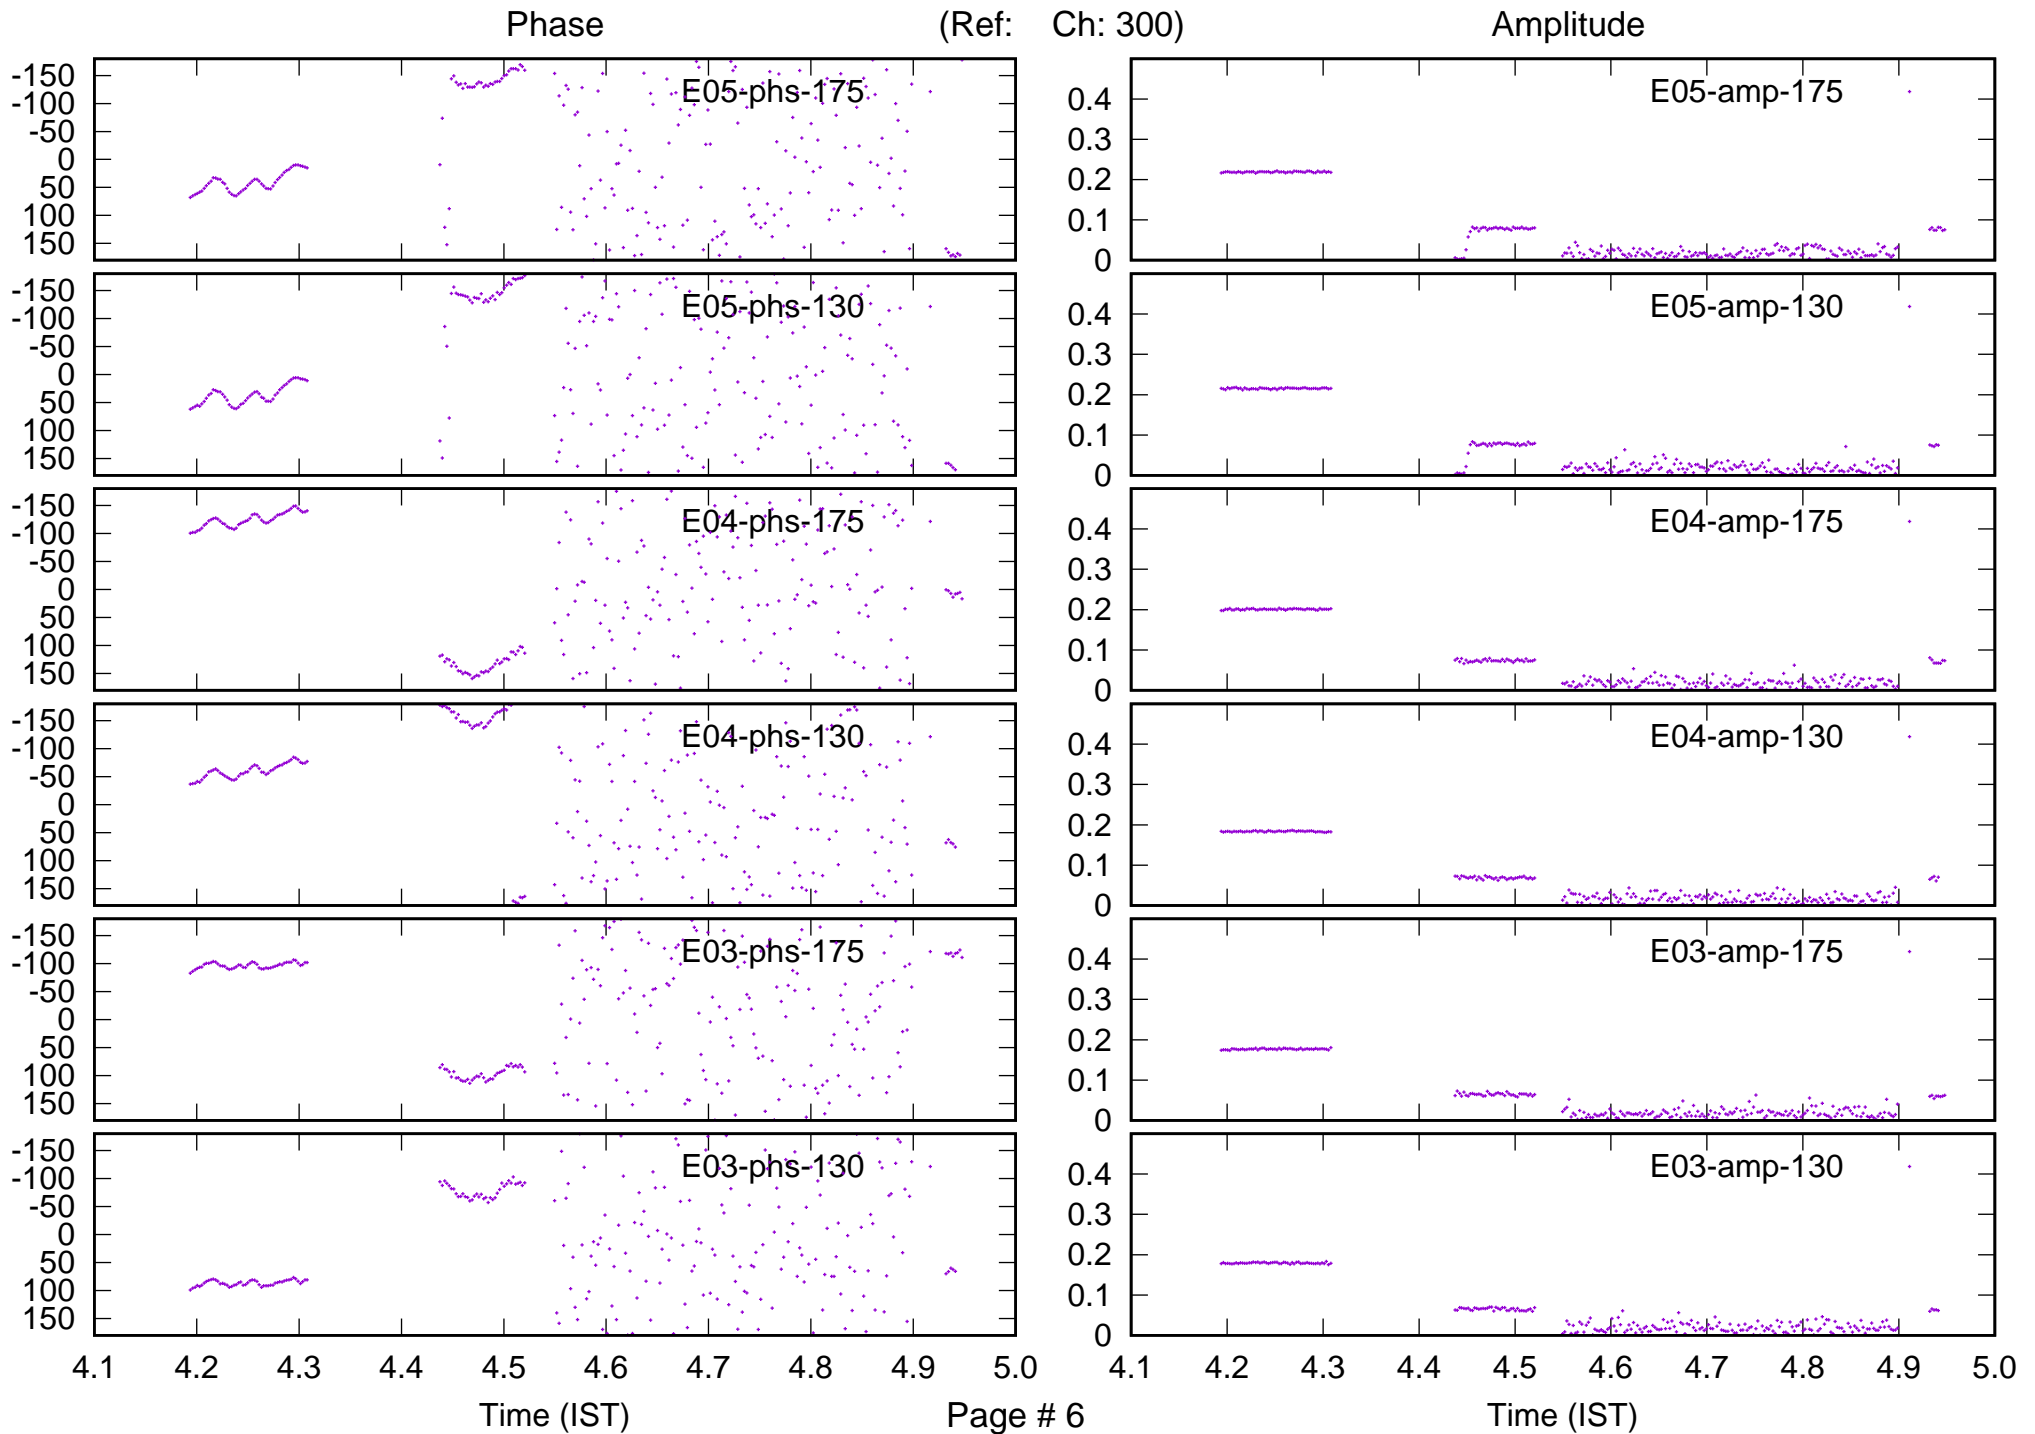 Phase (Ref: Ch: 300) Amplitude
-150 -100 -50 0 50 100 150 E05-phs-175 0.4 0.3 0.2 0.1 0 E05-amp-175
-150 -100 -50 0 50 100 150 E05-phs-130 0.4 0.3 0.2 0.1 0 E05-amp-130
-150 -100 -50 0 50 100 150 E04-phs-175 0.4 0.3 0.2 0.1 0 E04-amp-175
-150 -100 -50 0 50 100 150 E04-phs-130 0.4 0.3 0.2 0.1 0 E04-amp-130
-150 -100 -50 0 50 100 150 E03-phs-175 0.4 0.3 0.2 0.1 0 E03-amp-175
-150 -100 -50 0 50 100 150 E03-phs-130 0.4 0.3 0.2 0.1 0 E03-amp-130
4.1 4.2 4.3 4.4 4.5 4.6 4.7 4.8 4.9 5.0 4.1 4.2 4.3 4.4 4.5 4.6 4.7 4.8 4.9 5.0
Time (IST) Page # 6 Time (IST)